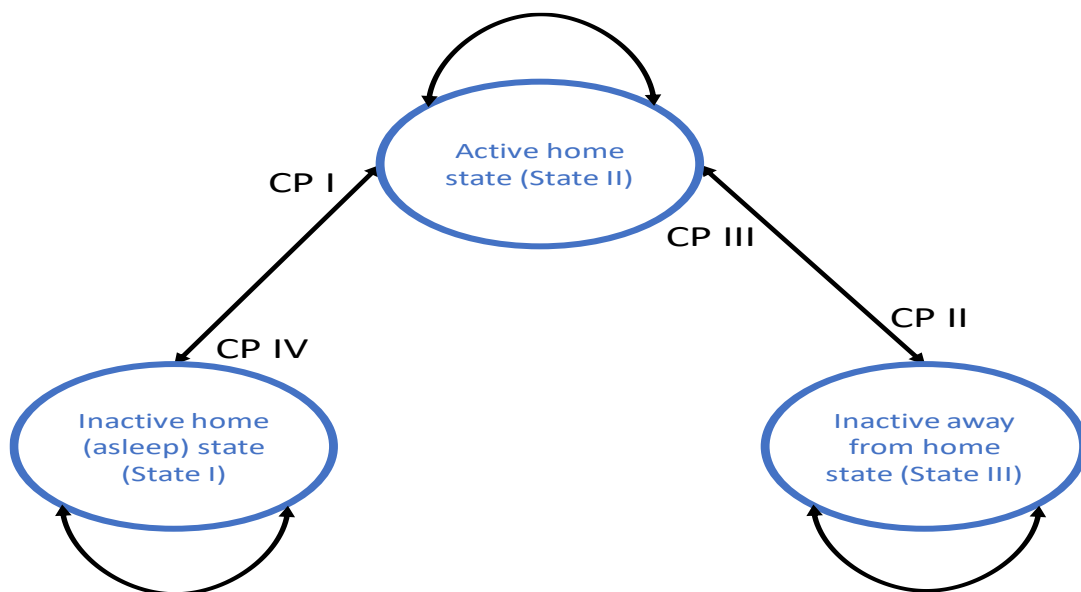 Active home
state (State II)
CP I
CP III
CP II
CP IV
Inactive home
(asleep) state
(State I)
Inactive away
from home
state (State III)